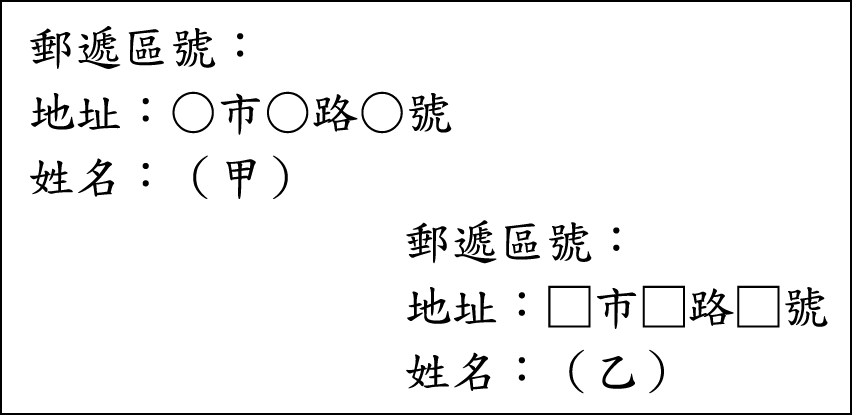 郵遞區號：
地址：○市○路○號
姓名：（甲）
郵遞區號：
地址：□市□路□號
姓名：（乙）